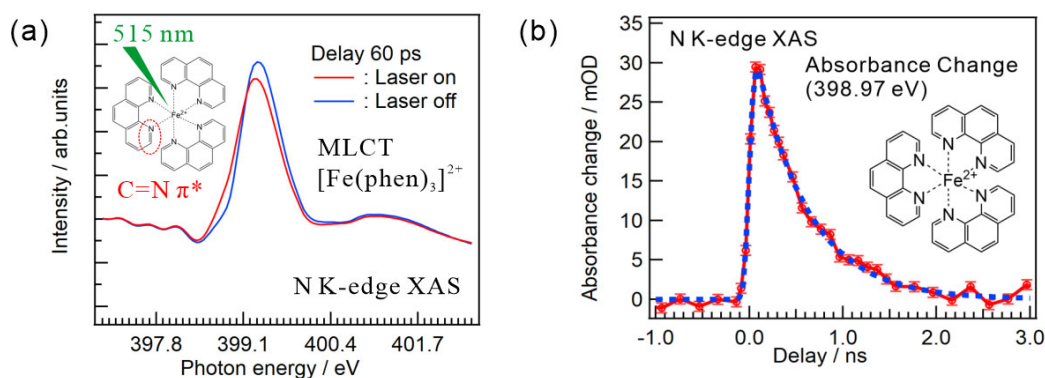 (a)
515 nm
Delay 60 ps
: Laser on
: Laser off
N
N
N
Fe2+
N
N
N
C=N π*
MLCT
[Fe(phen)₃]²⁺
N K-edge XAS
Intensity / arb.units
397.8 399.1 400.4 401.7
Photon energy / eV
(b)
N K-edge XAS
Absorbance Change
(398.97 eV)
N
N
N
Fe2+
N
N
N
Absorbance change / mOD
35
30
25
20
15
10
5
0
-1.0 0.0 1.0 2.0 3.0
Delay / ns